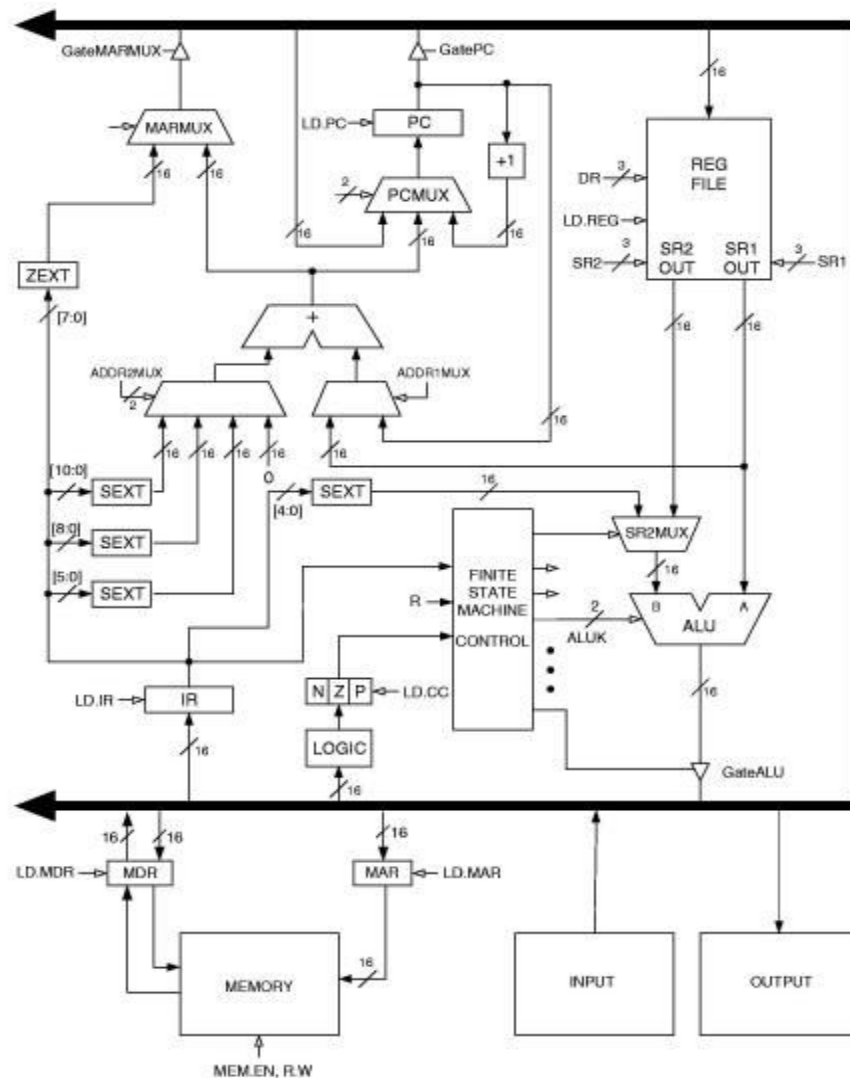 GateMARMUX
GatePC
16
MARMUX
LD.PC
PC
+1
REG
FILE
DR
3
LD.REG
SR2
3
SR2
OUT
SR1
OUT
3
SR1
16
16
2
PCMUX
16
16
16
ZEXT
[7:0]
+
16
16
ADDR2MUX
2
ADDR1MUX
16
[10:0]
SEXT
16
16
16
16
0
[4:0]
SEXT
16
16
[8:0]
SEXT
[5:0]
SEXT
SR2MUX
16
FINITE
STATE
MACHINE
CONTROL
R
2
ALUK
B
A
ALU
LD.IR
IR
N Z P
LD.CC
16
LOGIC
16
16
GateALU
16
16
16
LD.MDR
MDR
MAR
LD.MAR
16
MEMORY
INPUT
OUTPUT
MEM.EN, R.W